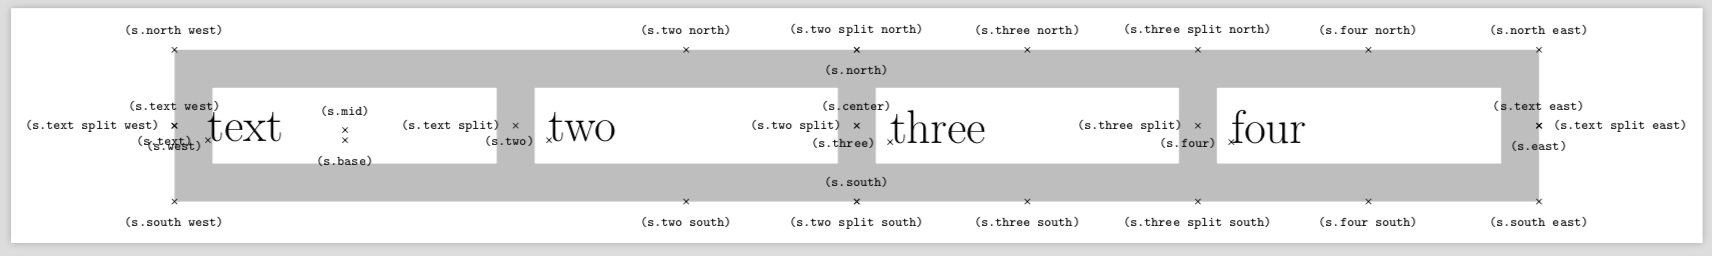 (s.north west) (s.two north) (s.two split north) (s.three north) (s.three split north) (s.four north) (s.north east)
(s.north)
(s.text west) (s.mid) (s.center) (s.text east)
(s.text split west) text (s.text split) two (s.two split) three (s.three split) four (s.text split east)
(s.text) (s.two) (s.three) (s.four)
(s.west) (s.east)
(s.base)
(s.south)
(s.south west) (s.two south) (s.two split south) (s.three south) (s.three split south) (s.four south) (s.south east)